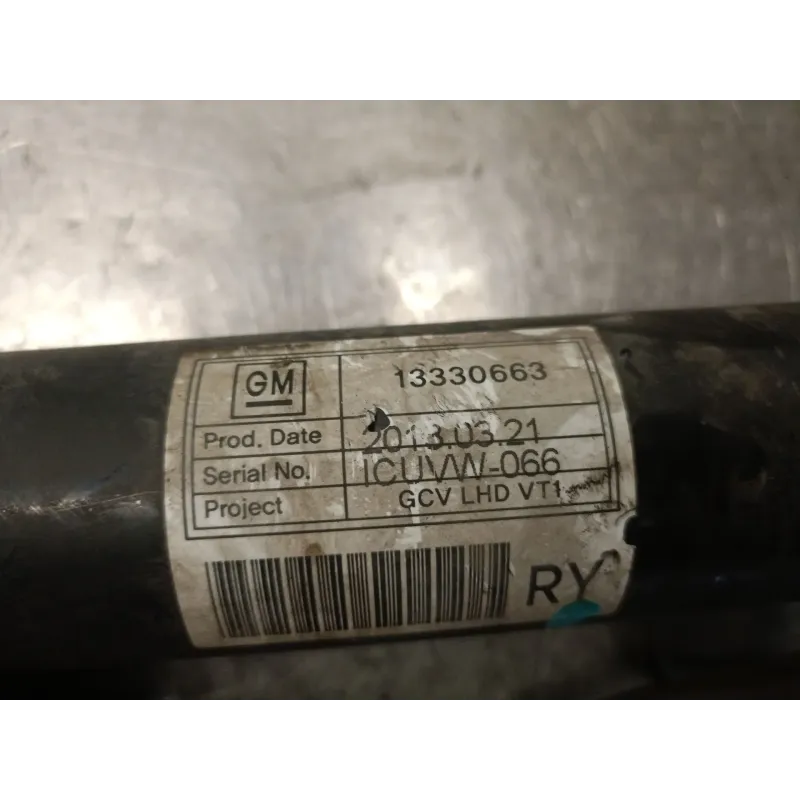 GM 13330663
Prod. Date 2013.03.21
Serial No. ICUVW-066
Project GCV LHD VT1
RY